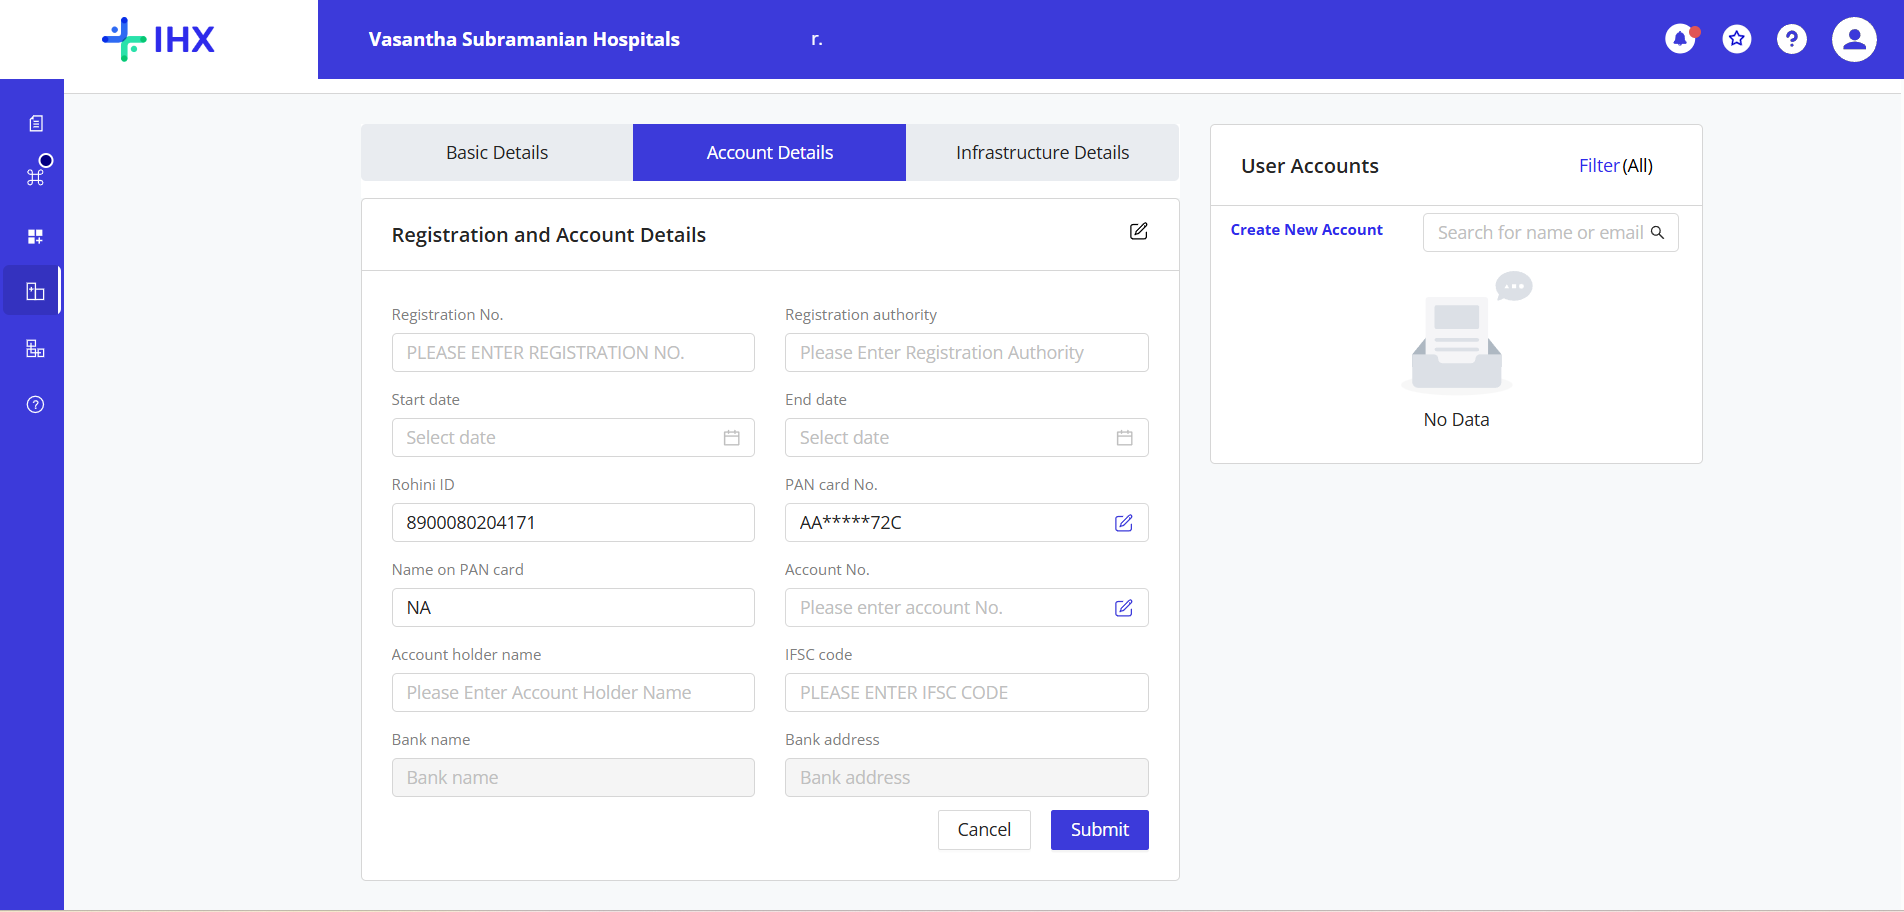 IHX
Vasantha Subramanian Hospitals
r.
Basic Details
Account Details
Infrastructure Details
Registration and Account Details
Registration No.
Registration authority
PLEASE ENTER REGISTRATION NO.
Please Enter Registration Authority
Start date
End date
Select date
Select date
Rohini ID
PAN card No.
8900080204171
AA*****72C
Name on PAN card
Account No.
NA
Please enter account No.
Account holder name
IFSC code
Please Enter Account Holder Name
PLEASE ENTER IFSC CODE
Bank name
Bank address
Bank name
Bank address
Cancel
Submit
User Accounts
Filter (All)
Create New Account
Search for name or email
No Data